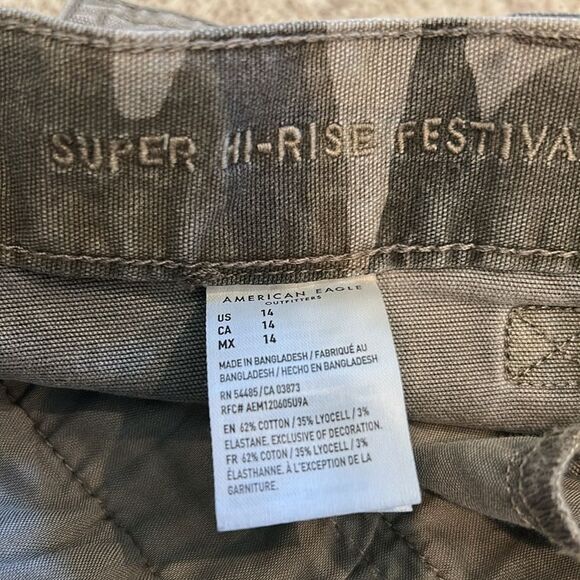 SUPER HI-RISE FESTIVA
AMERICAN EAGLE
OUTFITTERS
US 14
CA 14
MX 14
MADE IN BANGLADESH / FABRIQUÉ AU
BANGLADESH / HECHO EN BANGLADESH
RN 54485 / CA 03873
RFC# AEM120605U9A
EN 62% COTTON / 35% LYOCELL / 3%
ELASTANE. EXCLUSIVE OF DECORATION.
FR 62% COTON / 35% LYOCELL / 3%
ÉLASTHANNE. À L'EXCEPTION DE LA
GARNITURE.